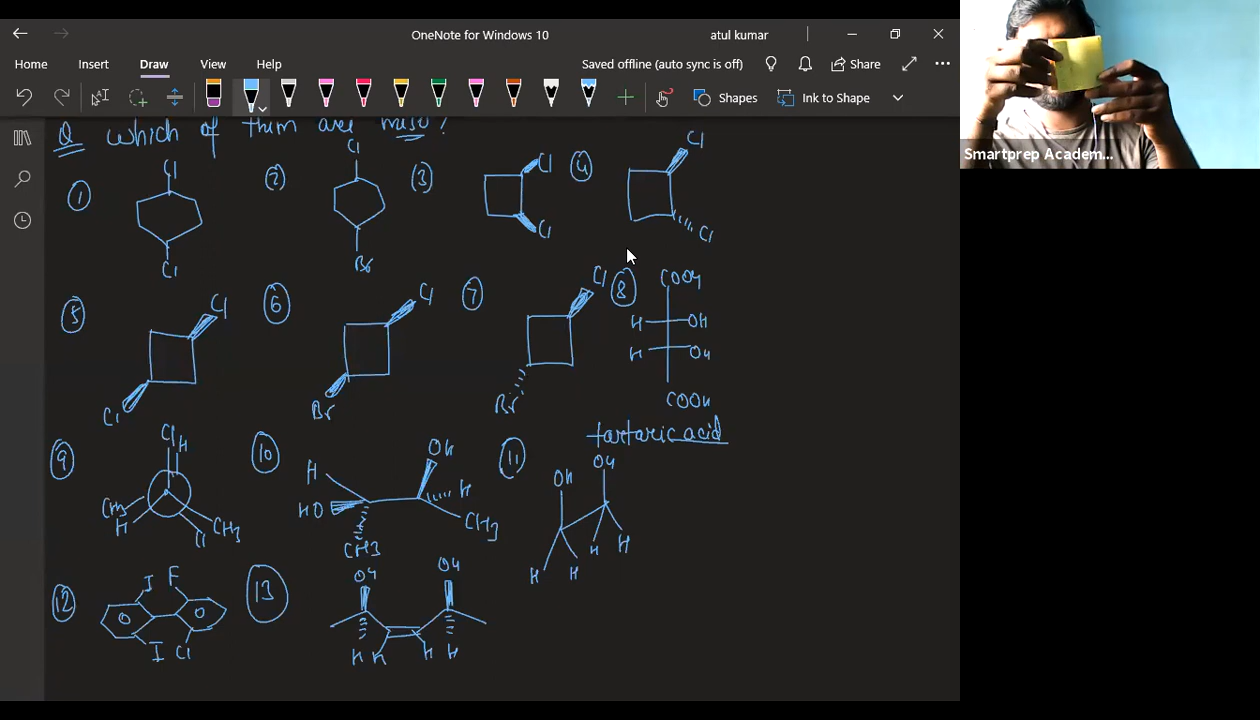 OneNote for Windows 10
atul kumar
Home Insert Draw View Help
Saved offline (auto sync is off)
Share
Shapes
Ink to Shape
Smartprep Academ...
Q which of them are meso?
① Cl Cl
② Cl Br
③ Cl Cl
④ Cl Cl
⑤ Cl Cl
⑥ Cl Br
⑦ Cl Br
⑧ COOH
H OH
H OH
COOH
tartaric acid
⑨ Cl H
CH3 H CH3 Cl
⑩ H OH
HO H
CH3 CH3
⑪ OH OH
H H H H
⑫ I F
I Cl
⑬ OH OH
H H H H